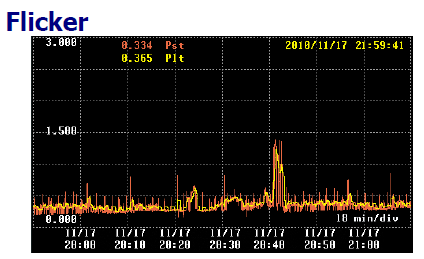 Flicker
3.000
0.334 Pst
2010/11/17 21:59:41
0.365 Plt
1.500
0.000
10 min/div
11/17 11/17 11/17 11/17 11/17 11/17 11/17
20:00 20:10 20:20 20:30 20:40 20:50 21:00